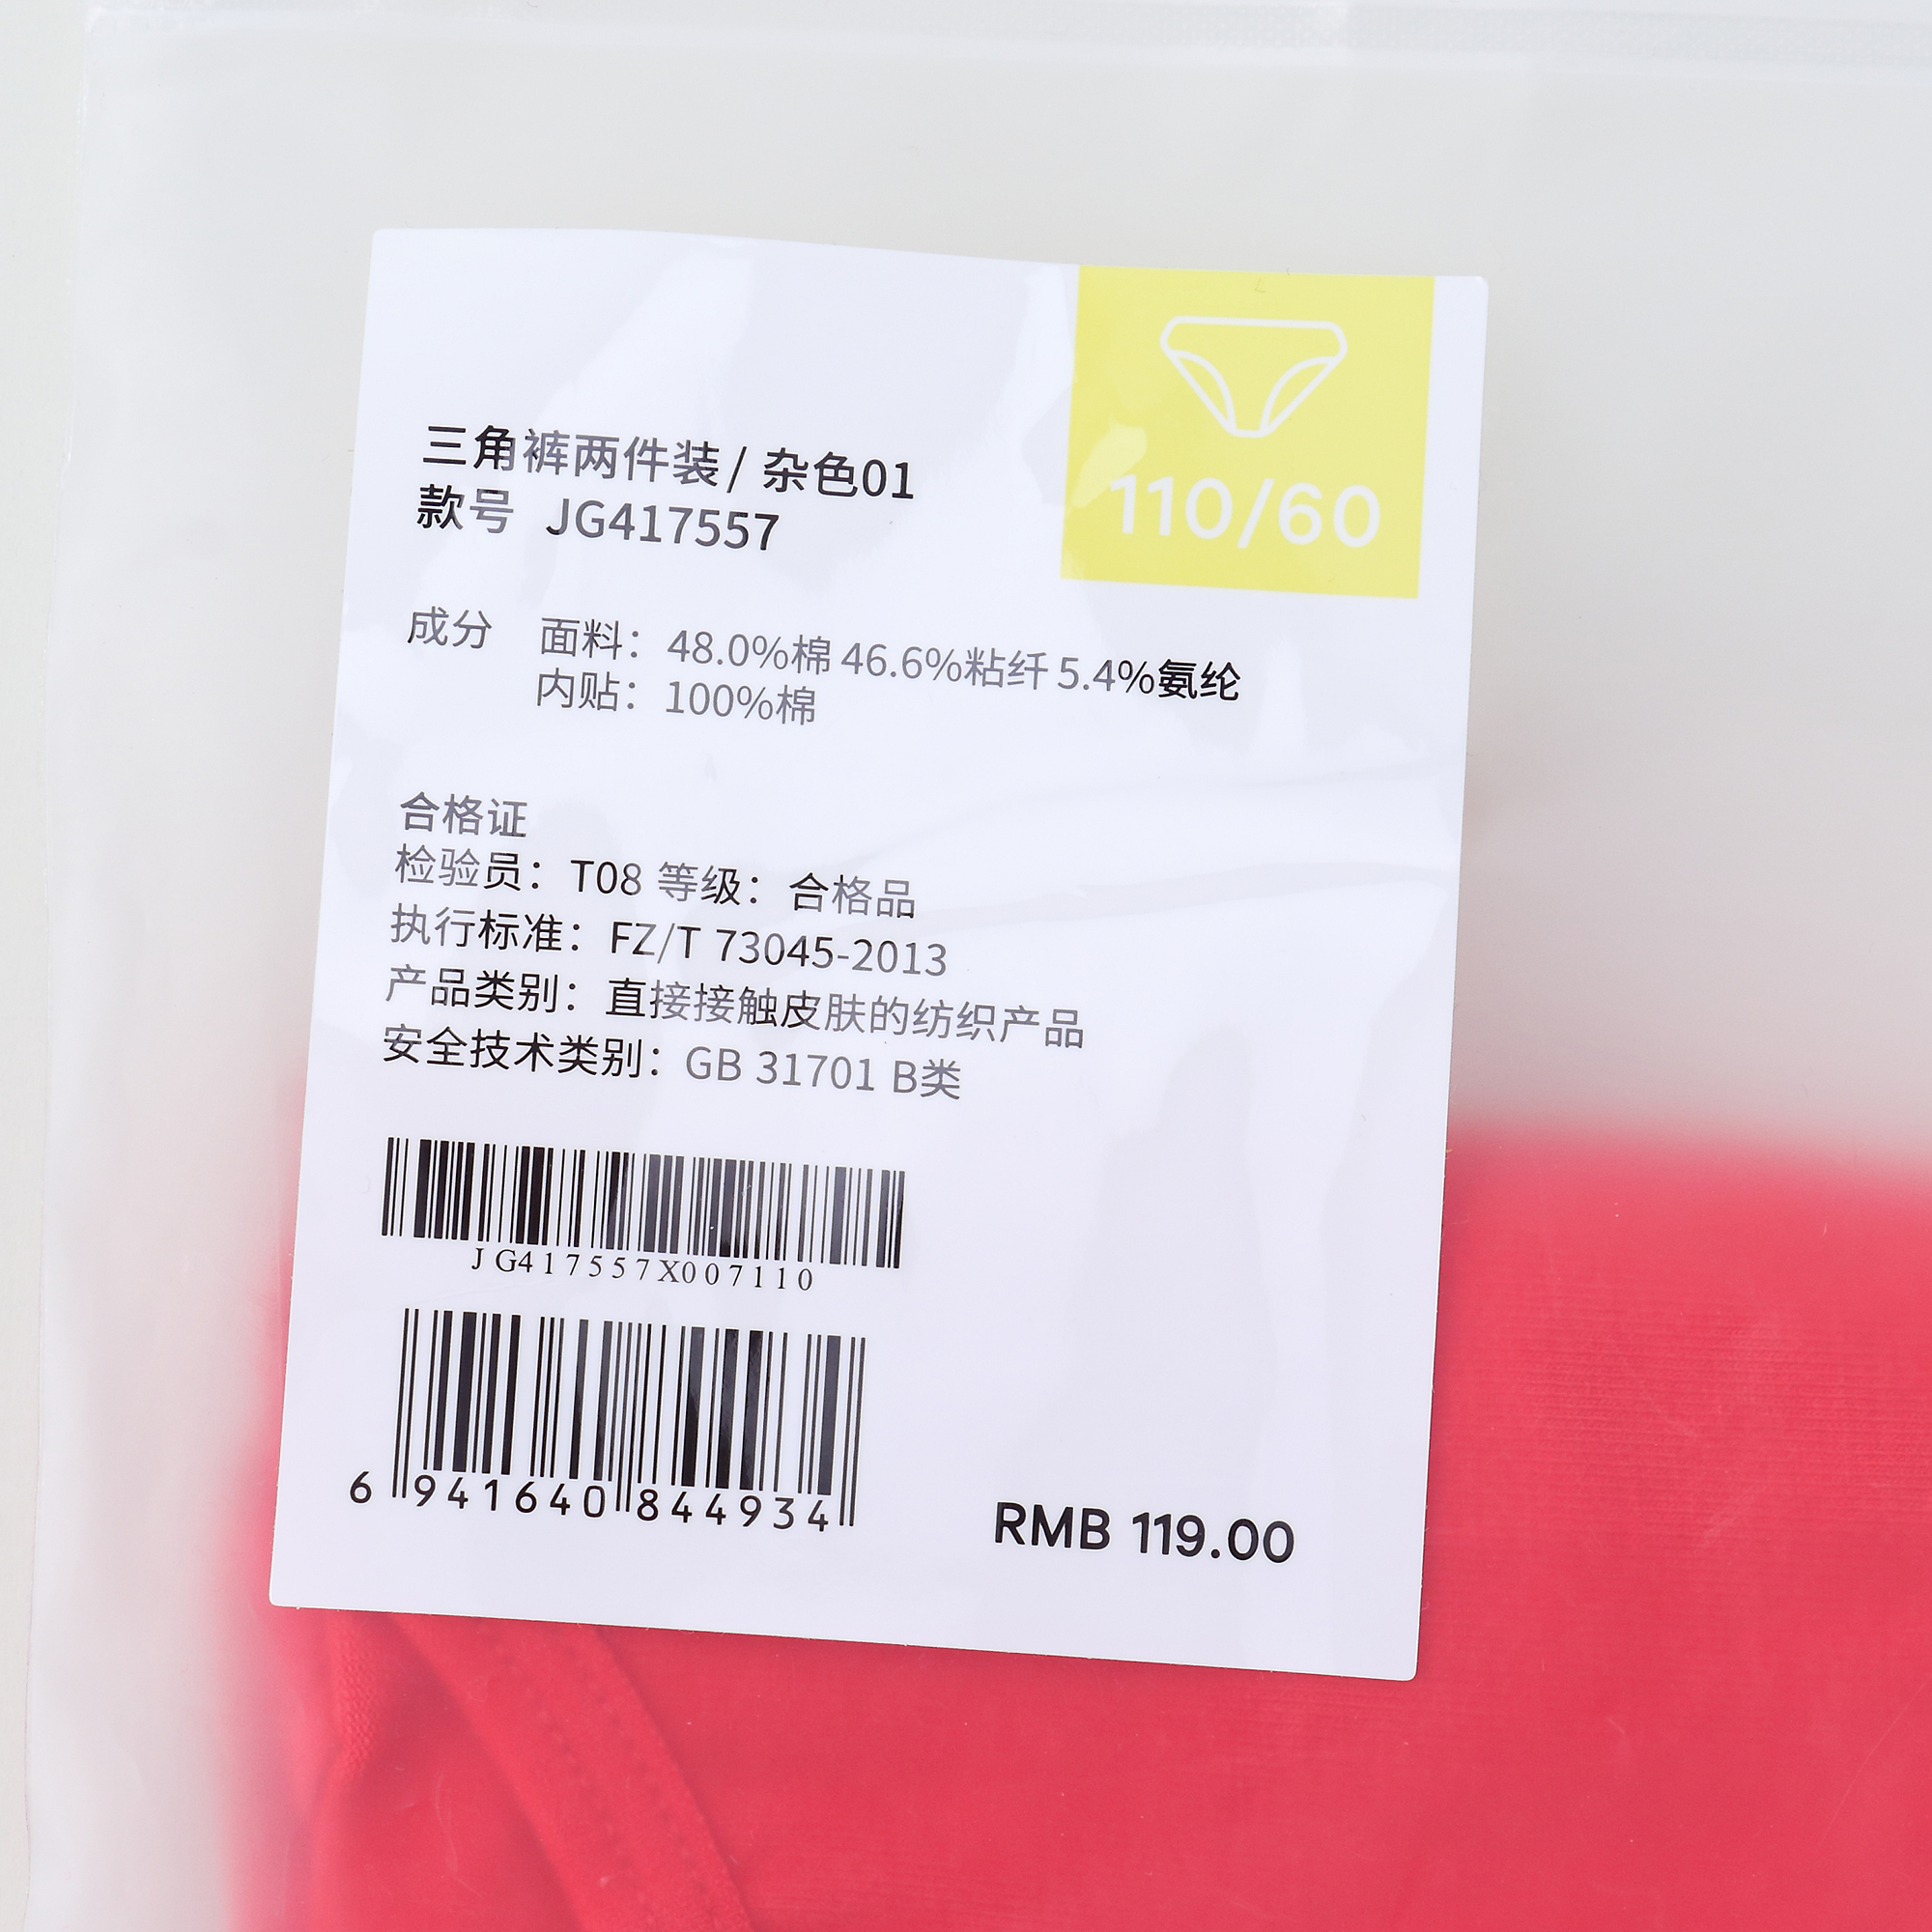 110/60
三角裤两件装/ 杂色01
款号 JG417557
成分 面料：48.0%棉 46.6%粘纤 5.4%氨纶
内贴：100%棉
合格证
检验员：T08 等级：合格品
执行标准：FZ/T 73045-2013
产品类别：直接接触皮肤的纺织产品
安全技术类别：GB 31701 B类
JG417557X007110
6 941640 844934
RMB 119.00